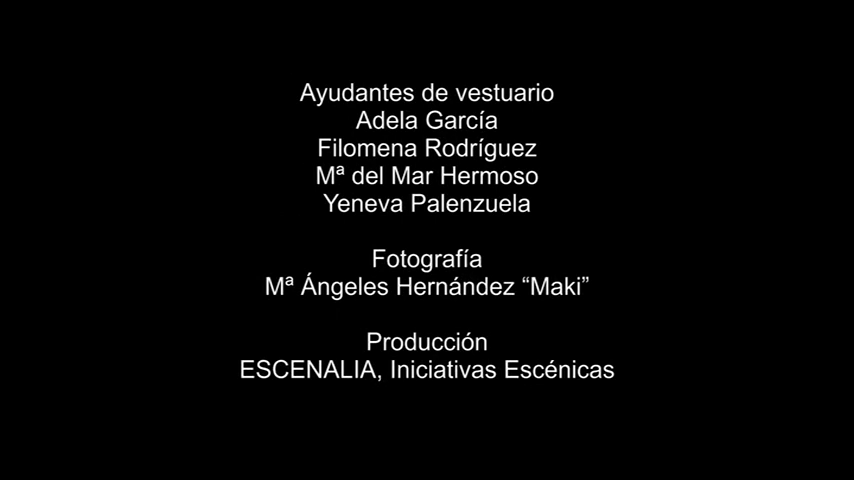 Ayudantes de vestuario
Adela García
Filomena Rodríguez
Mª del Mar Hermoso
Yeneva Palenzuela
Fotografía
Mª Ángeles Hernández “Maki”
Producción
ESCENALIA, Iniciativas Escénicas